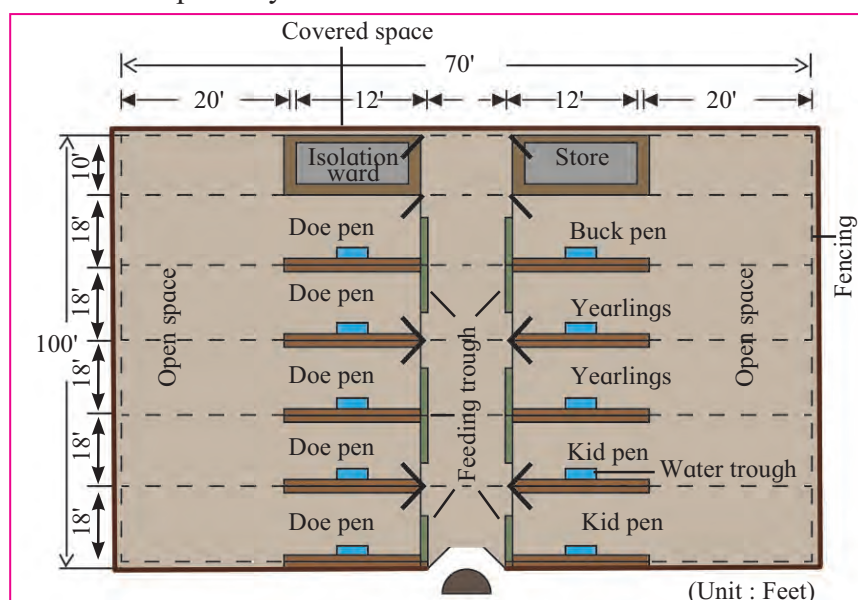 Covered space
70'
20'
12'
12'
20'
10'
Isolation
ward
Store
18'
Doe pen
Buck pen
Fencing
18'
Doe pen
Yearlings
Open space
Open space
100'
Feeding trough
18'
Doe pen
Yearlings
18'
Doe pen
Kid pen
Water trough
18'
Doe pen
Kid pen
(Unit : Feet)